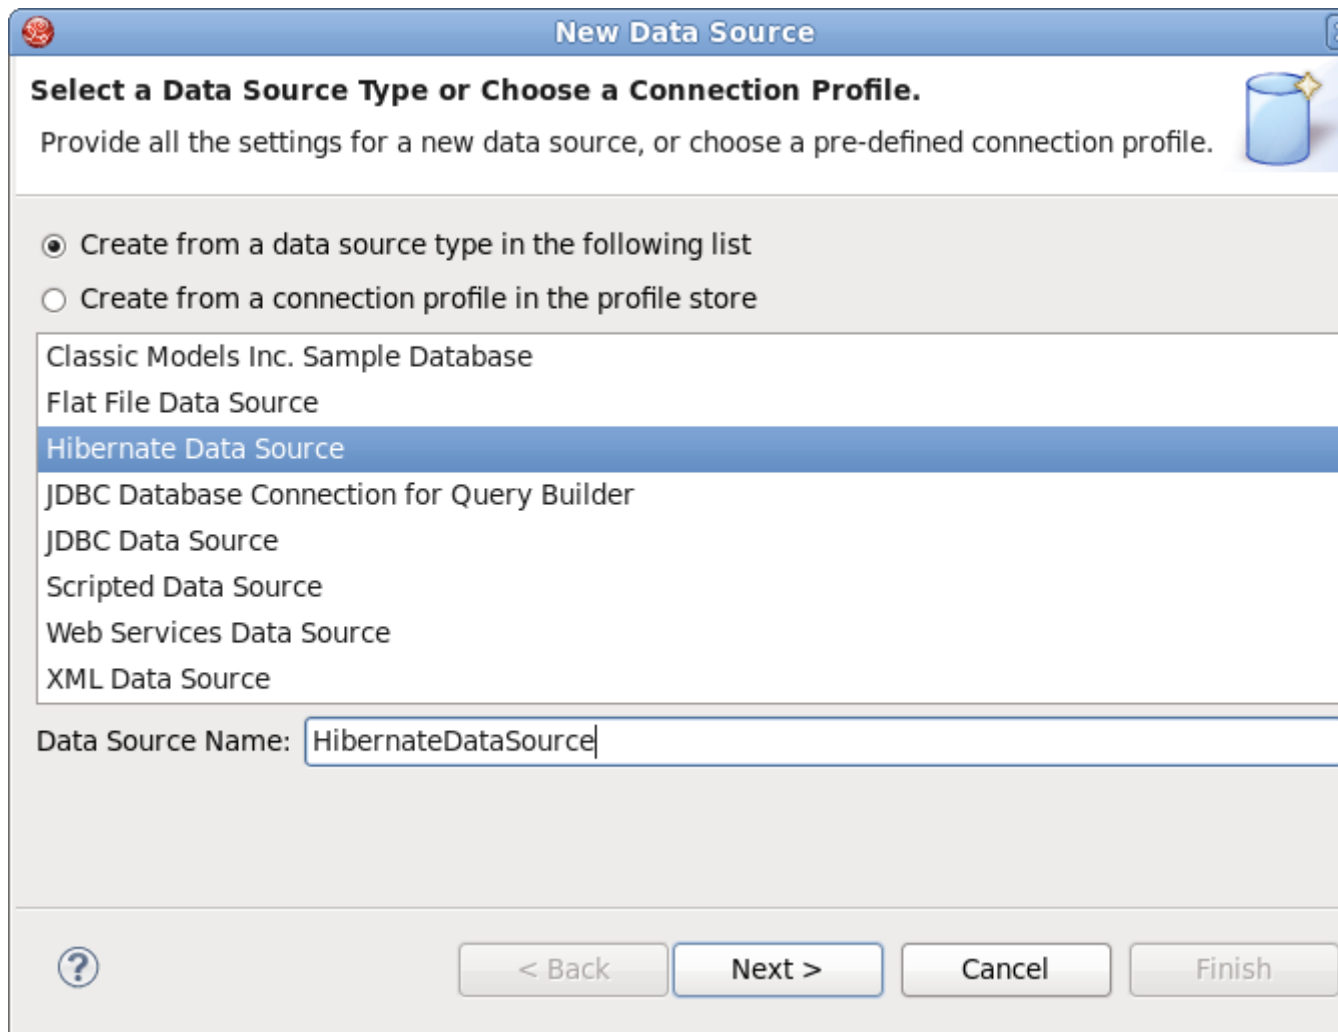 New Data Source
Select a Data Source Type or Choose a Connection Profile.
Provide all the settings for a new data source, or choose a pre-defined connection profile.
Create from a data source type in the following list
Create from a connection profile in the profile store
Classic Models Inc. Sample Database
Flat File Data Source
Hibernate Data Source
JDBC Database Connection for Query Builder
JDBC Data Source
Scripted Data Source
Web Services Data Source
XML Data Source
Data Source Name: HibernateDataSource
? < Back Next > Cancel Finish